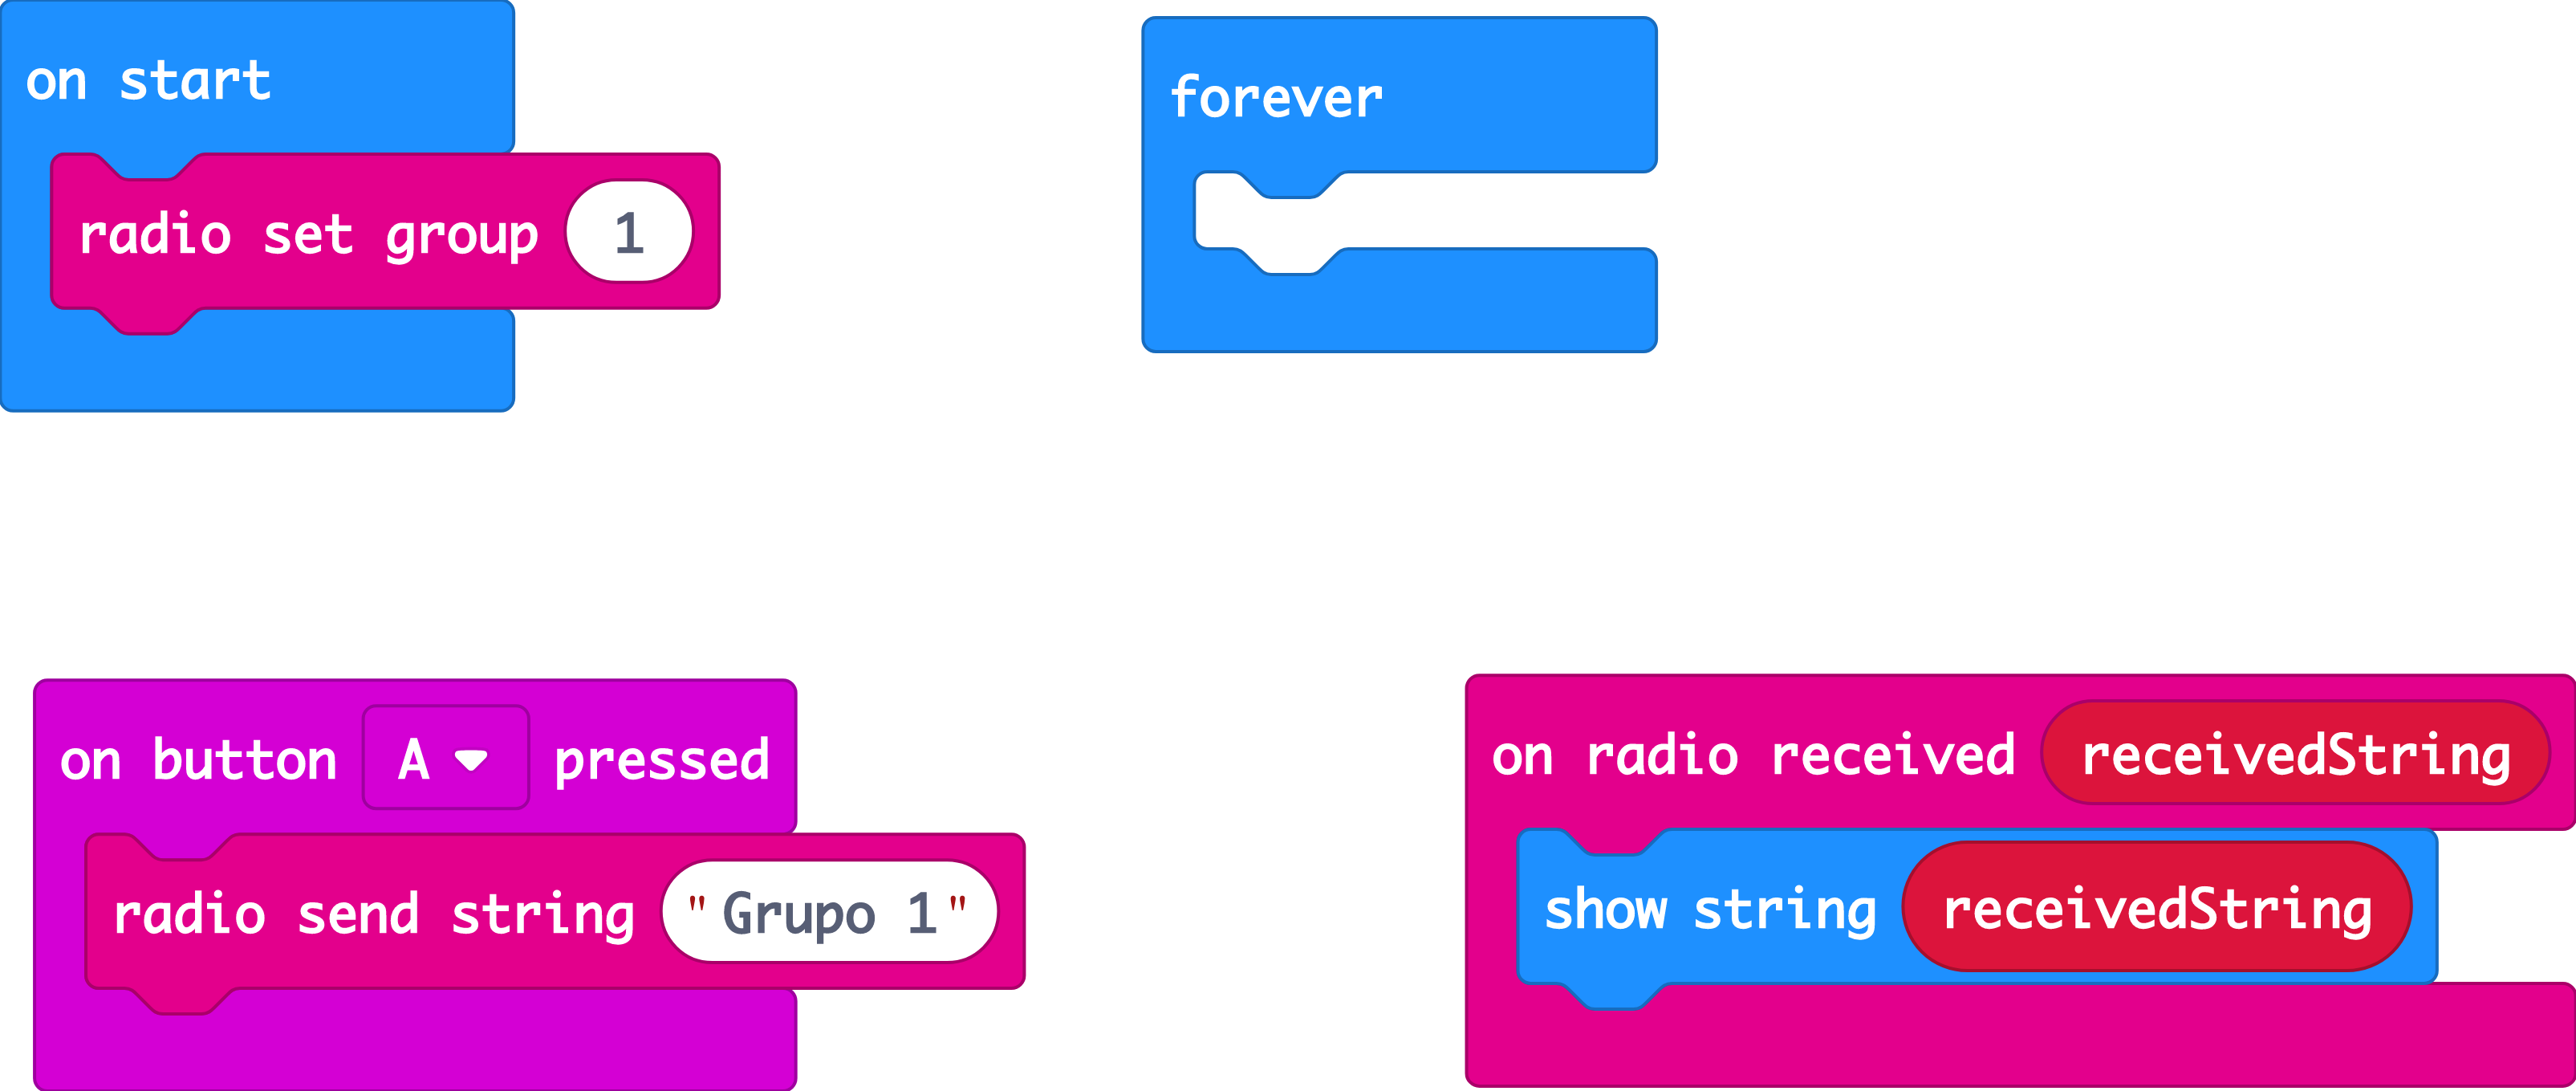 on start
radio set group 1
forever
on button A pressed
radio send string "Grupo 1"
on radio received receivedString
show string receivedString